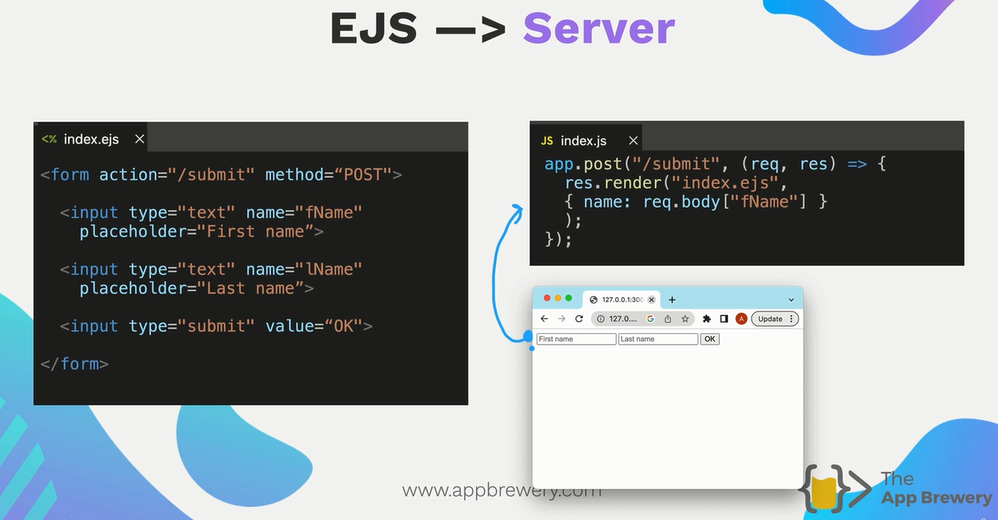 EJS —> Server
<% index.ejs ×
<form action="/submit" method=“POST">
<input type="text" name="fName"
placeholder="First name”>
<input type="text" name="lName"
placeholder="Last name”>
<input type="submit" value=“OK">
</form>
JS index.js ×
app.post("/submit", (req, res) => {
res.render("index.ejs",
{ name: req.body["fName"] }
);
});
127.0.0.1:300
127.0.... G A Update
First name Last name OK
www.appbrewery.com
The
App Brewery